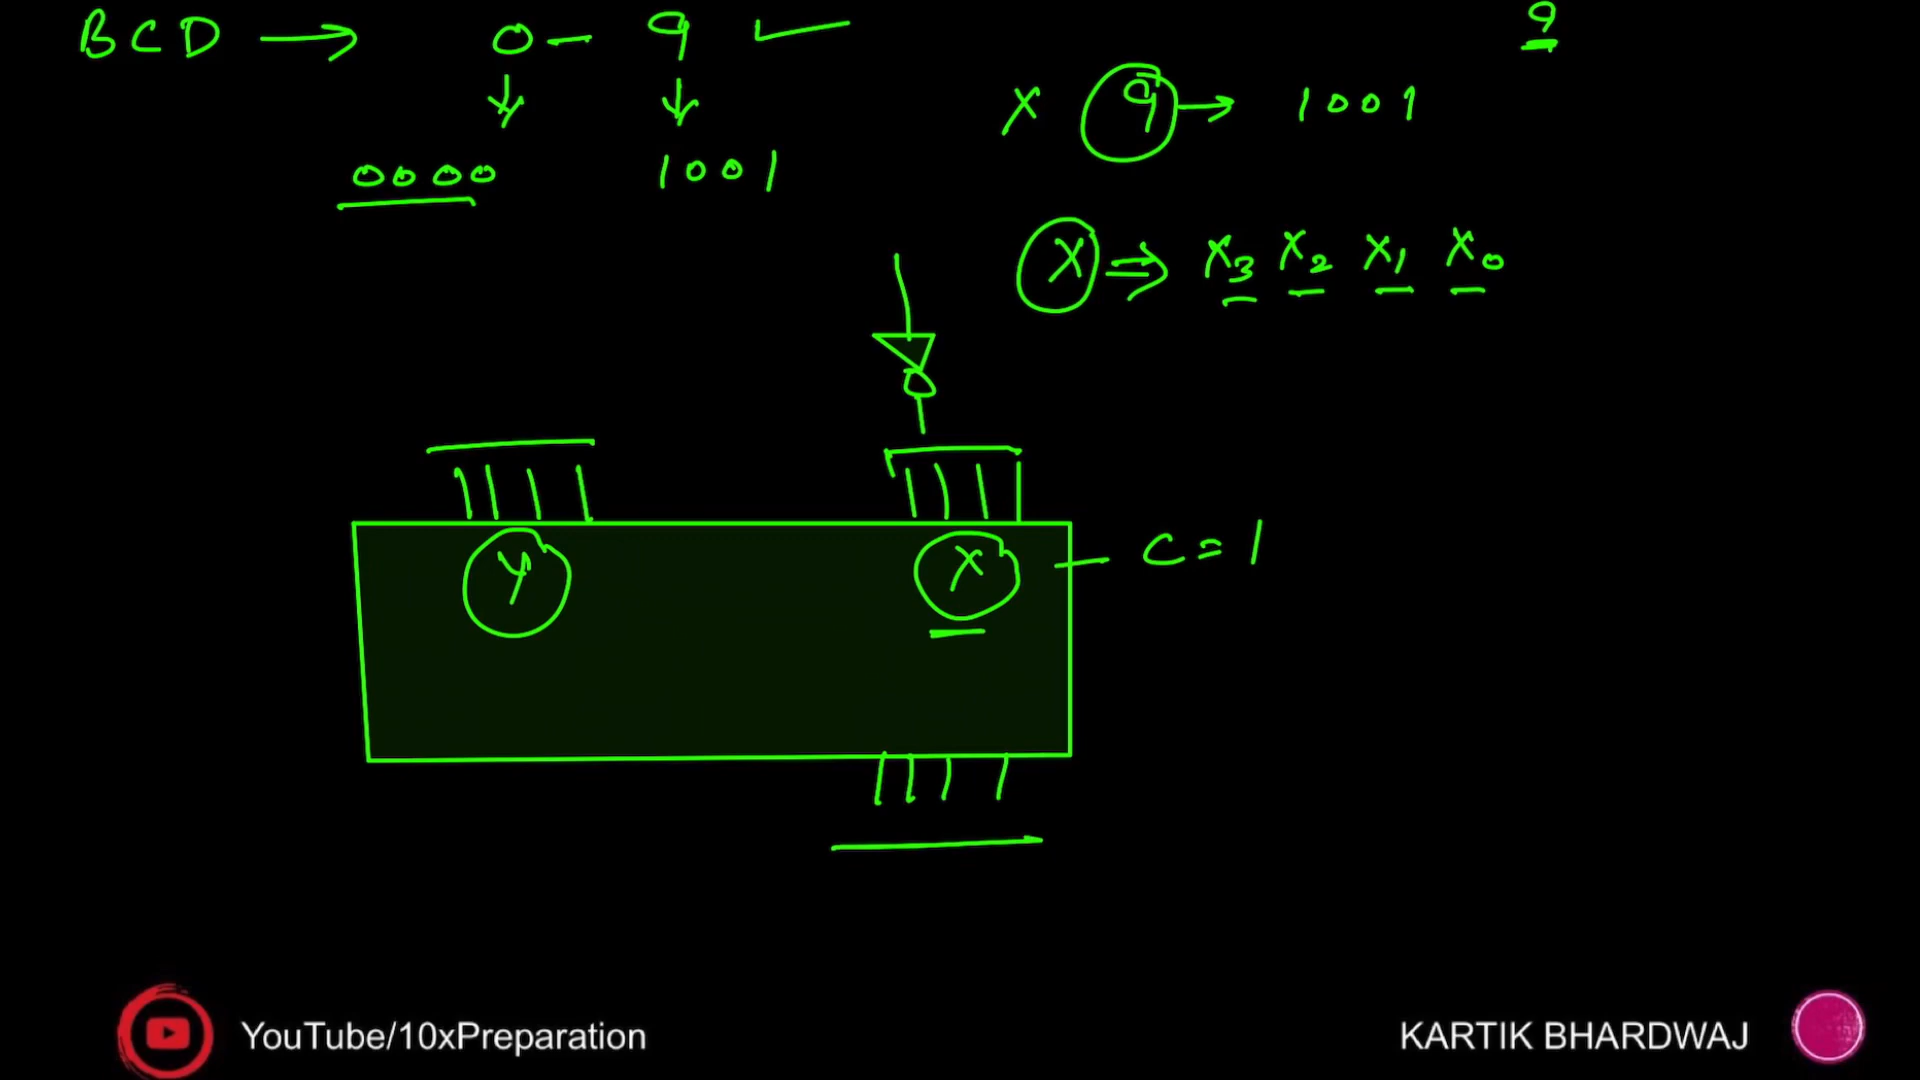 BCD → 0 – 9 ✓
9
0000 1001
X 9 → 1001
X ⇒ X3 X2 X1 X0
Y X C = 1
YouTube/10xPreparation
KARTIK BHARDWAJ